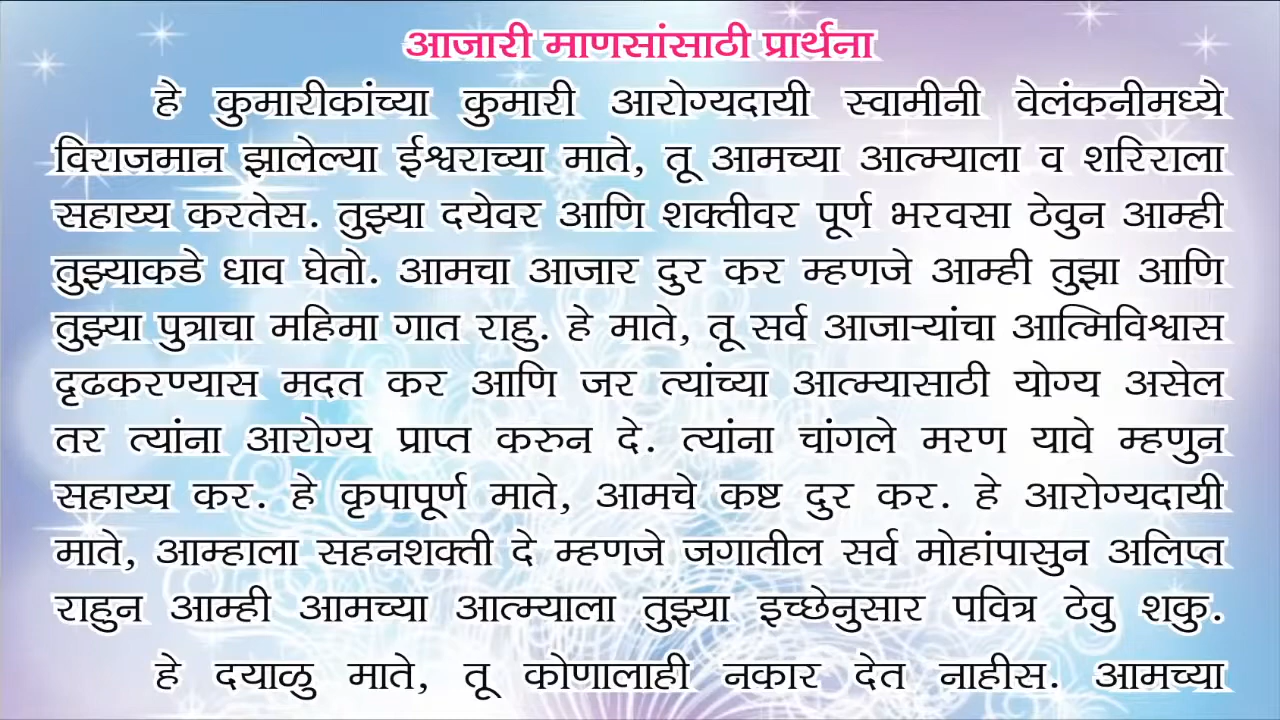 आजारी माणसांसाठी प्रार्थना
हे कुमारीकांच्या कुमारी आरोग्यदायी स्वामीनी वेलंकनीमध्ये
विराजमान झालेल्या ईश्वराच्या माते, तू आमच्या आत्म्याला व शरिराला
सहाय्य करतेस. तुझ्या दयेवर आणि शक्तीवर पूर्ण भरवसा ठेवुन आम्ही
तुझ्याकडे धाव घेतो. आमचा आजार दुर कर म्हणजे आम्ही तुझा आणि
तुझ्या पुत्राचा महिमा गात राहु. हे माते, तू सर्व आजाऱ्यांचा आत्मिविश्वास
दृढकरण्यास मदत कर आणि जर त्यांच्या आत्म्यासाठी योग्य असेल
तर त्यांना आरोग्य प्राप्त करुन दे. त्यांना चांगले मरण यावे म्हणुन
सहाय्य कर. हे कृपापूर्ण माते, आमचे कष्ट दुर कर. हे आरोग्यदायी
माते, आम्हाला सहनशक्ती दे म्हणजे जगातील सर्व मोहांपासुन अलिप्त
राहुन आम्ही आमच्या आत्म्याला तुझ्या इच्छेनुसार पवित्र ठेवु शकु.
हे दयाळु माते, तू कोणालाही नकार देत नाहीस. आमच्या